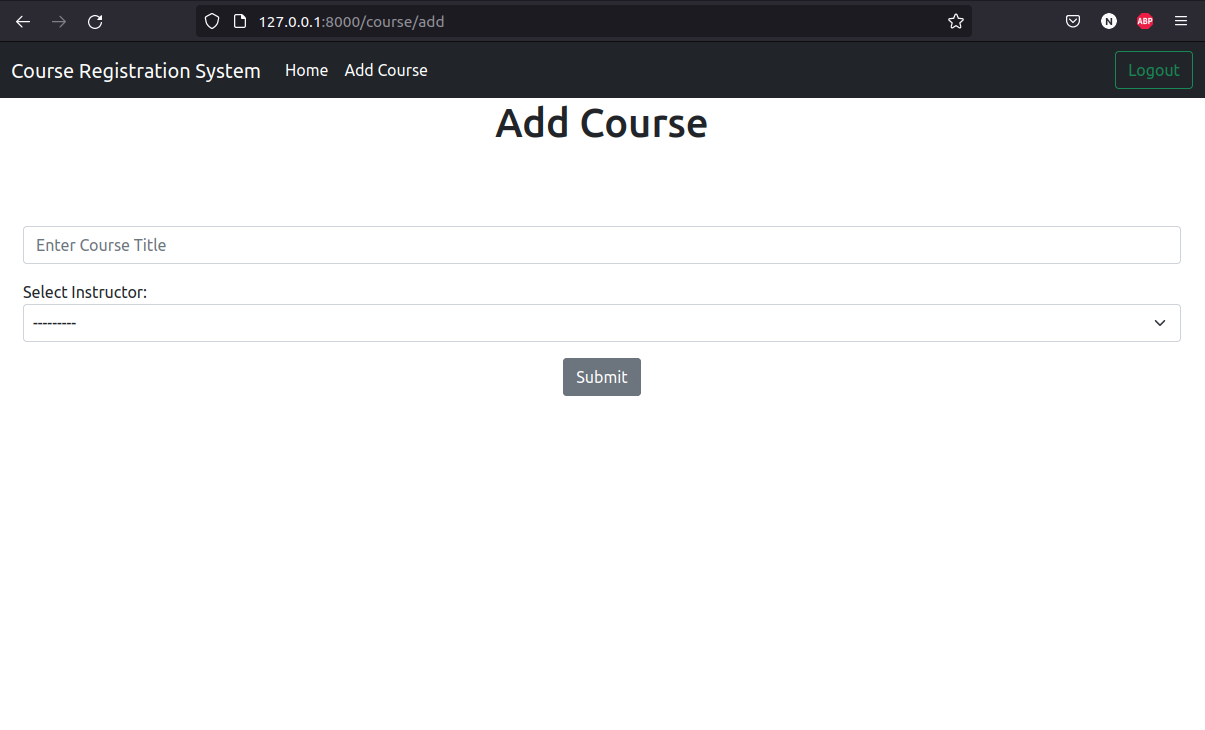 127.0.0.1:8000/course/add
N
ABP
Course Registration System Home Add Course Logout
Add Course
Enter Course Title
Select Instructor:
---------
Submit